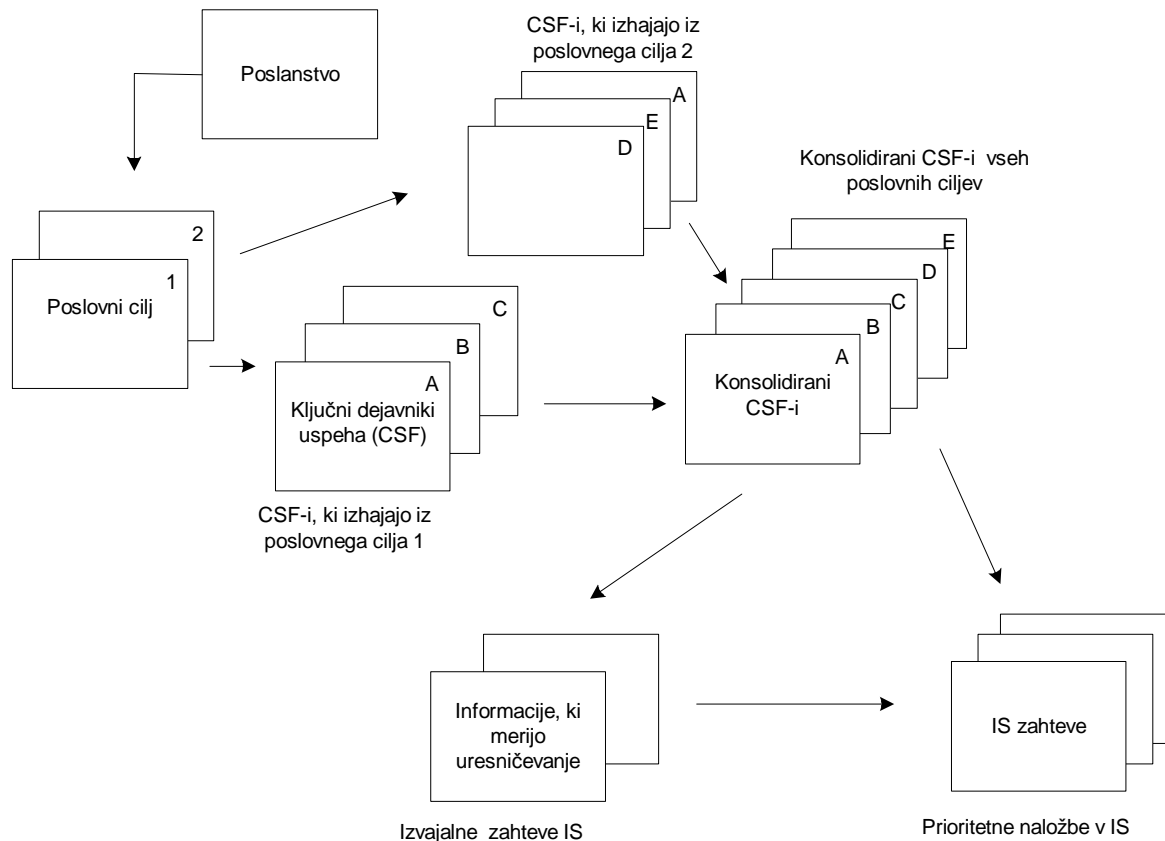 CSF-i, ki izhajajo iz
poslovnega cilja 2
Poslanstvo
A
E
D
Konsolidirani CSF-i vseh
poslovnih ciljev
2
1
Poslovni cilj
E
D
C
B
A
Konsolidirani
CSF-i
C
B
A
Ključni dejavniki
uspeha (CSF)
CSF-i, ki izhajajo iz
poslovnega cilja 1
Informacije, ki
merijo
uresničevanje
IS zahteve
Izvajalne zahteve IS
Prioritetne naložbe v IS